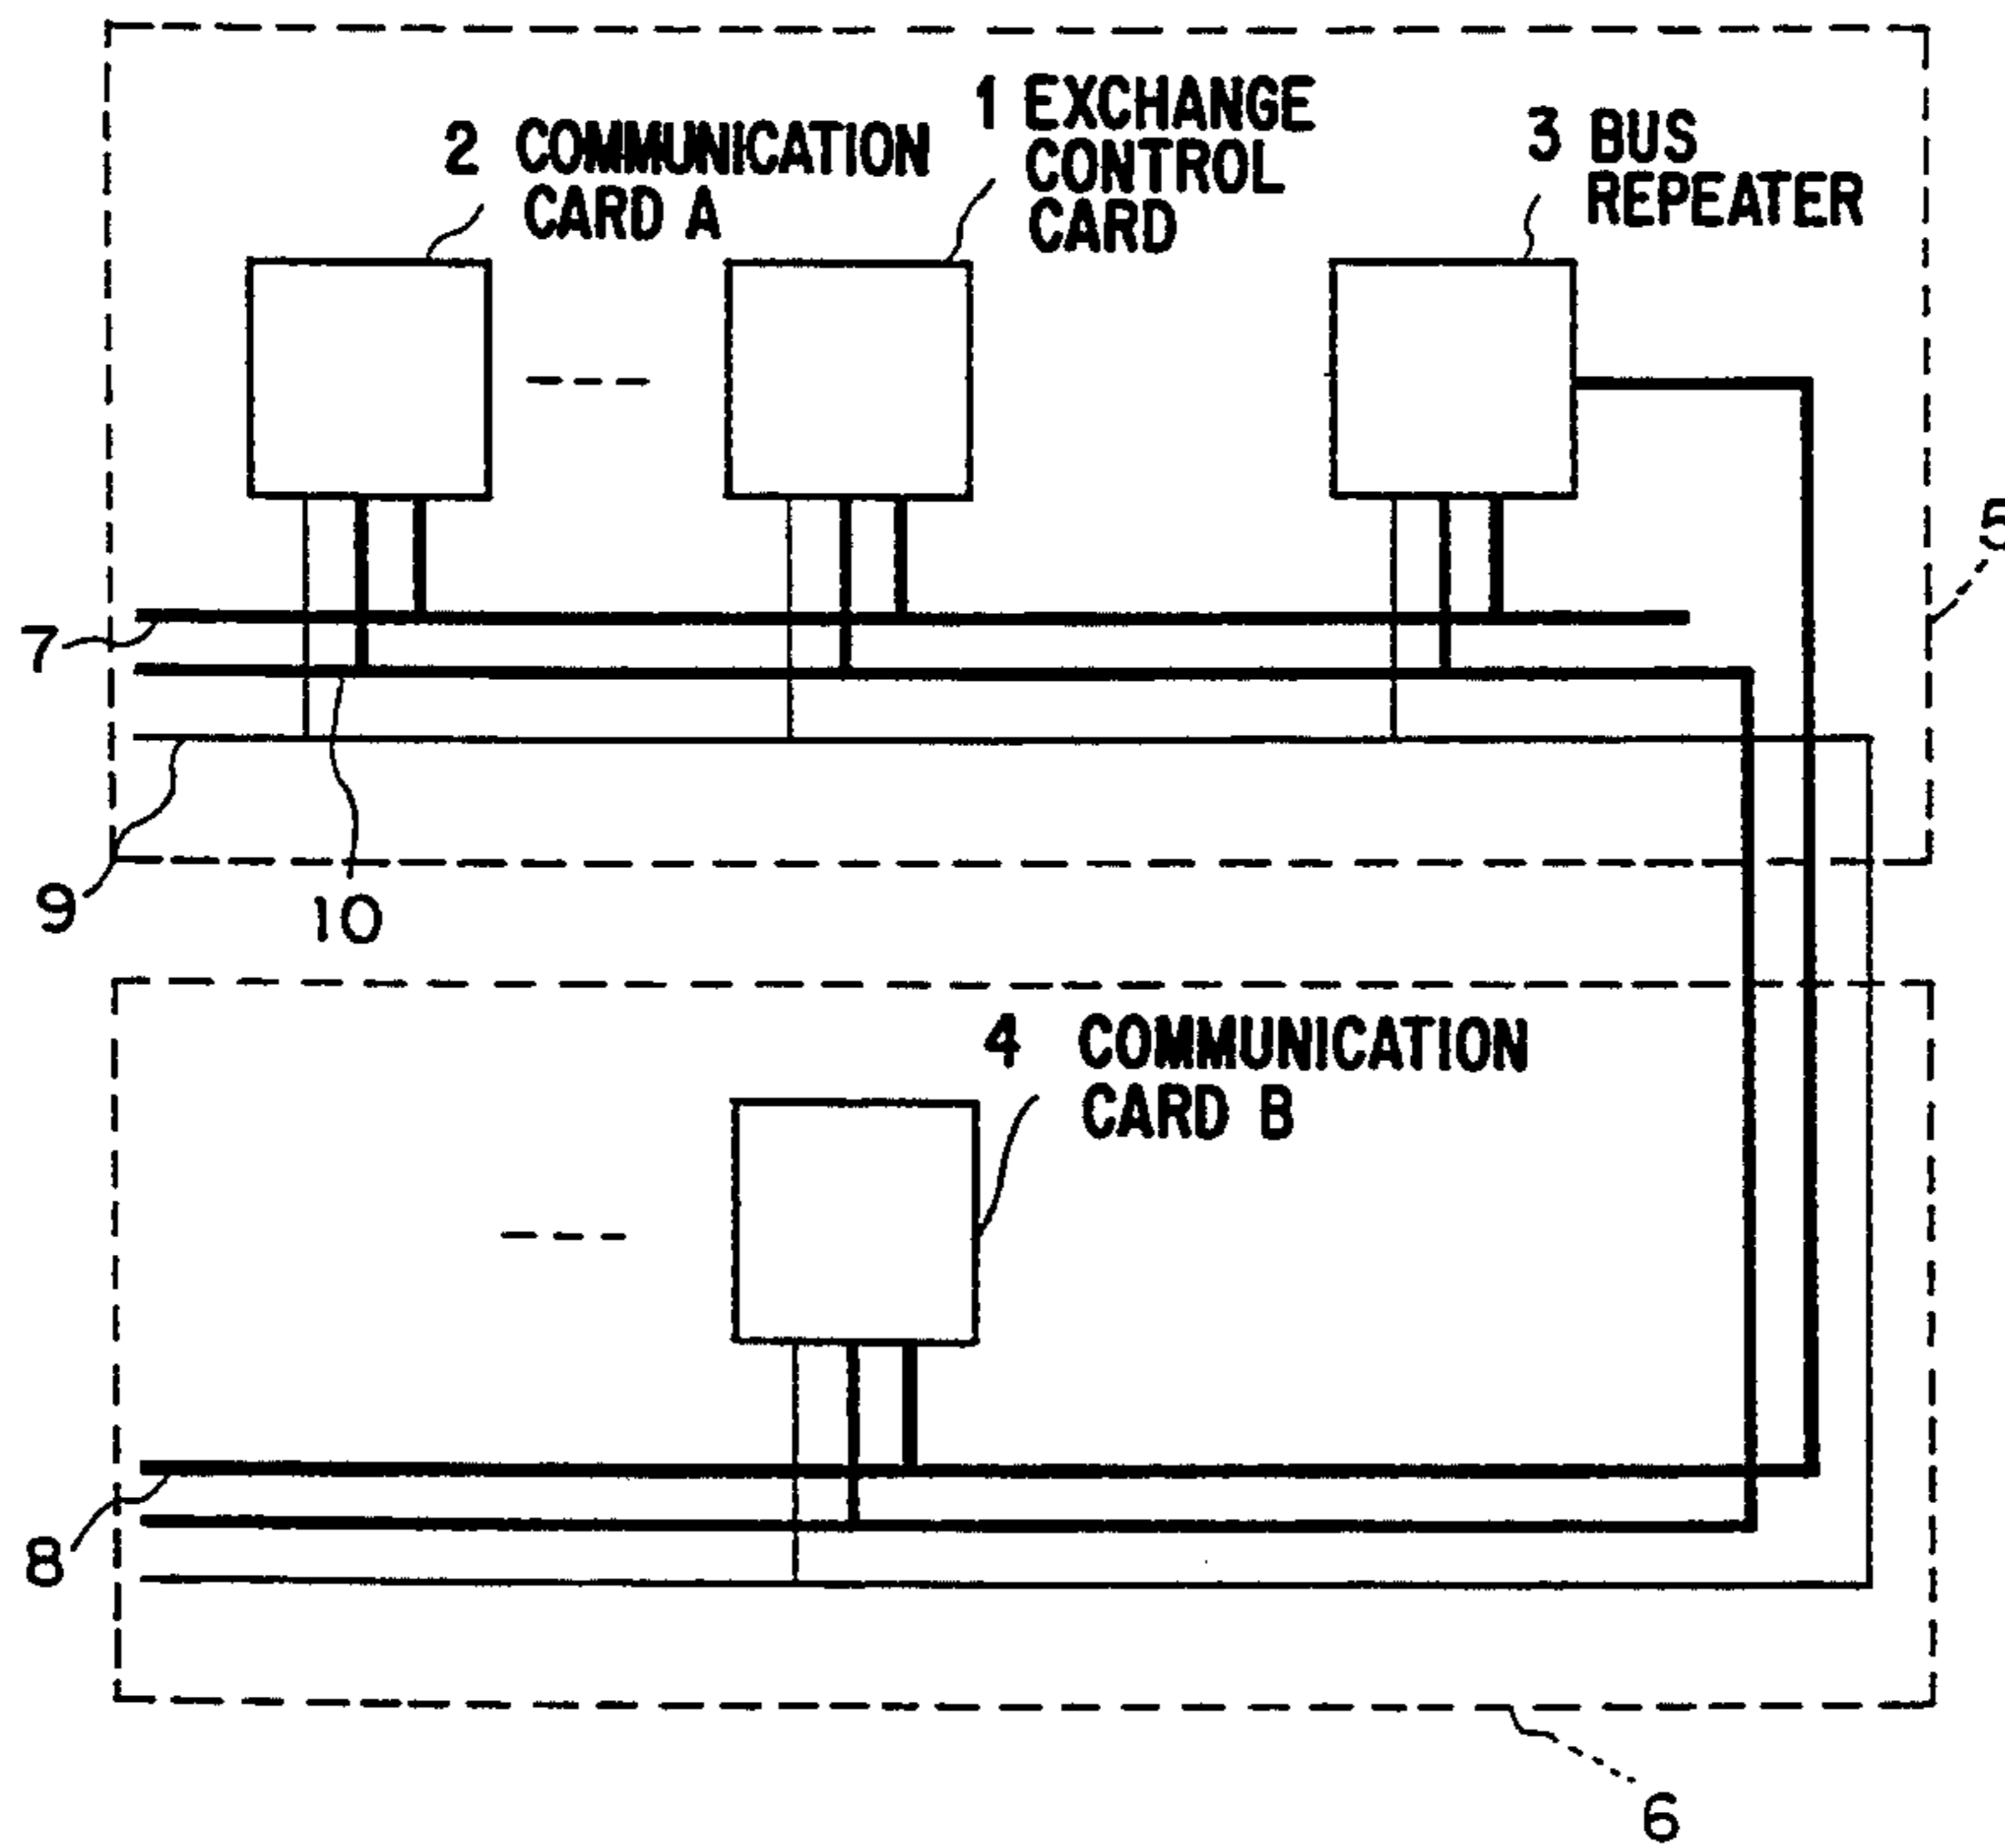 1 EXCHANGE
CONTROL
CARD
2 COMMUNICATION
CARD A
3 BUS
REPEATER
5
7
9
10
4 COMMUNICATION
CARD B
8
6